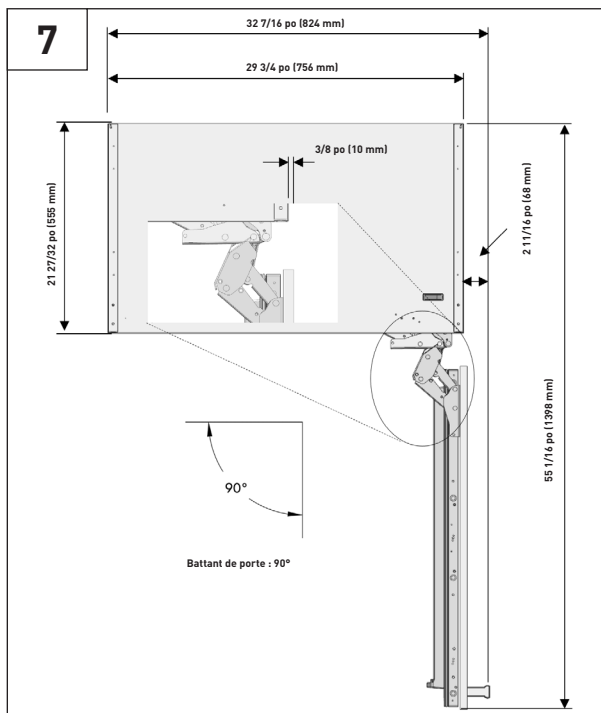 7
32 7/16 po (824 mm)
29 3/4 po (756 mm)
3/8 po (10 mm)
21 27/32 po (555 mm)
2 11/16 po (68 mm)
55 1/16 po (1398 mm)
90°
Battant de porte : 90°